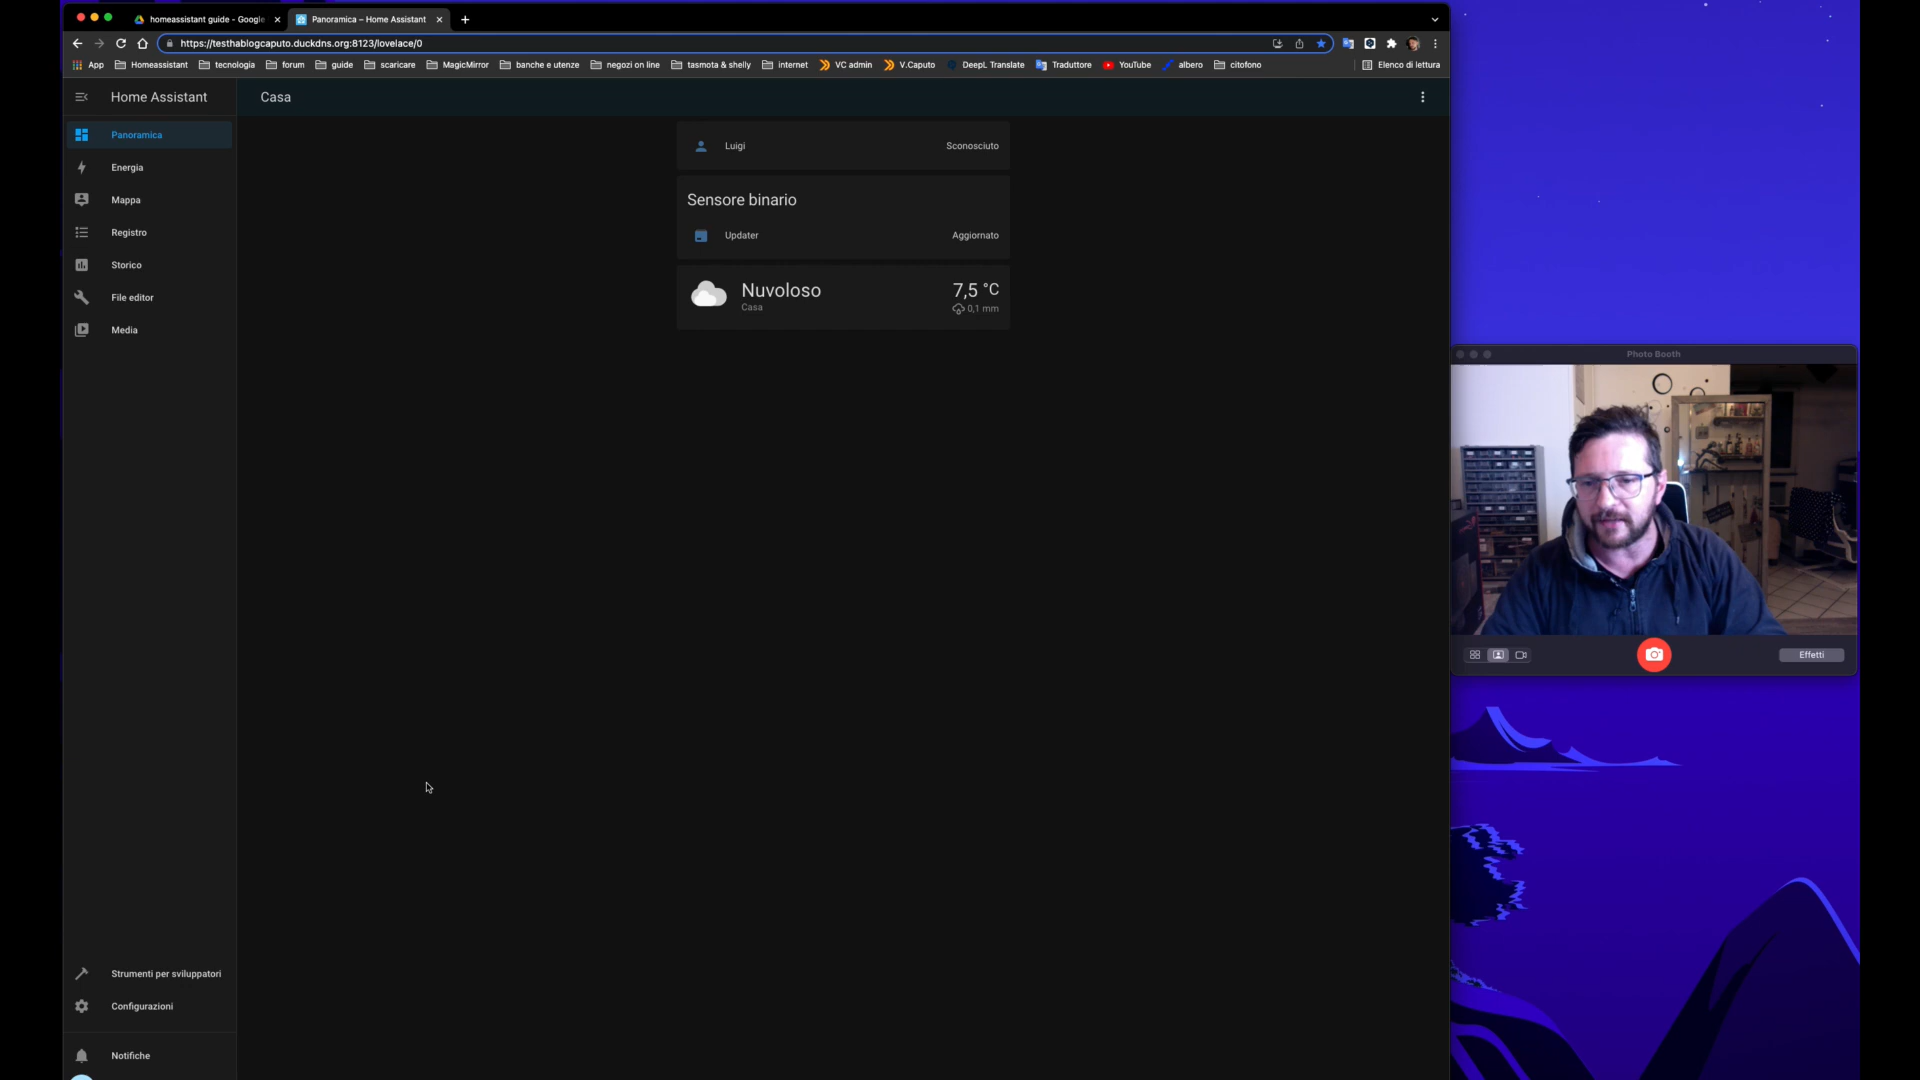 homeassistant guide - Google
Panoramica – Home Assistant
https://testhablogcaputo.duckdns.org:8123/lovelace/0
App
Homeassistant
tecnologia
forum
guide
scaricare
MagicMirror
banche e utenze
negozi on line
tasmota & shelly
internet
VC admin
V.Caputo
DeepL Translate
Traduttore
YouTube
albero
citofono
Elenco di lettura
Home Assistant
Casa
Panoramica
Energia
Mappa
Registro
Storico
File editor
Media
Luigi
Sconosciuto
Sensore binario
Updater
Aggiornato
Nuvoloso
Casa
7,5 °C
0,1 mm
Photo Booth
Effetti
Strumenti per sviluppatori
Configurazioni
Notifiche